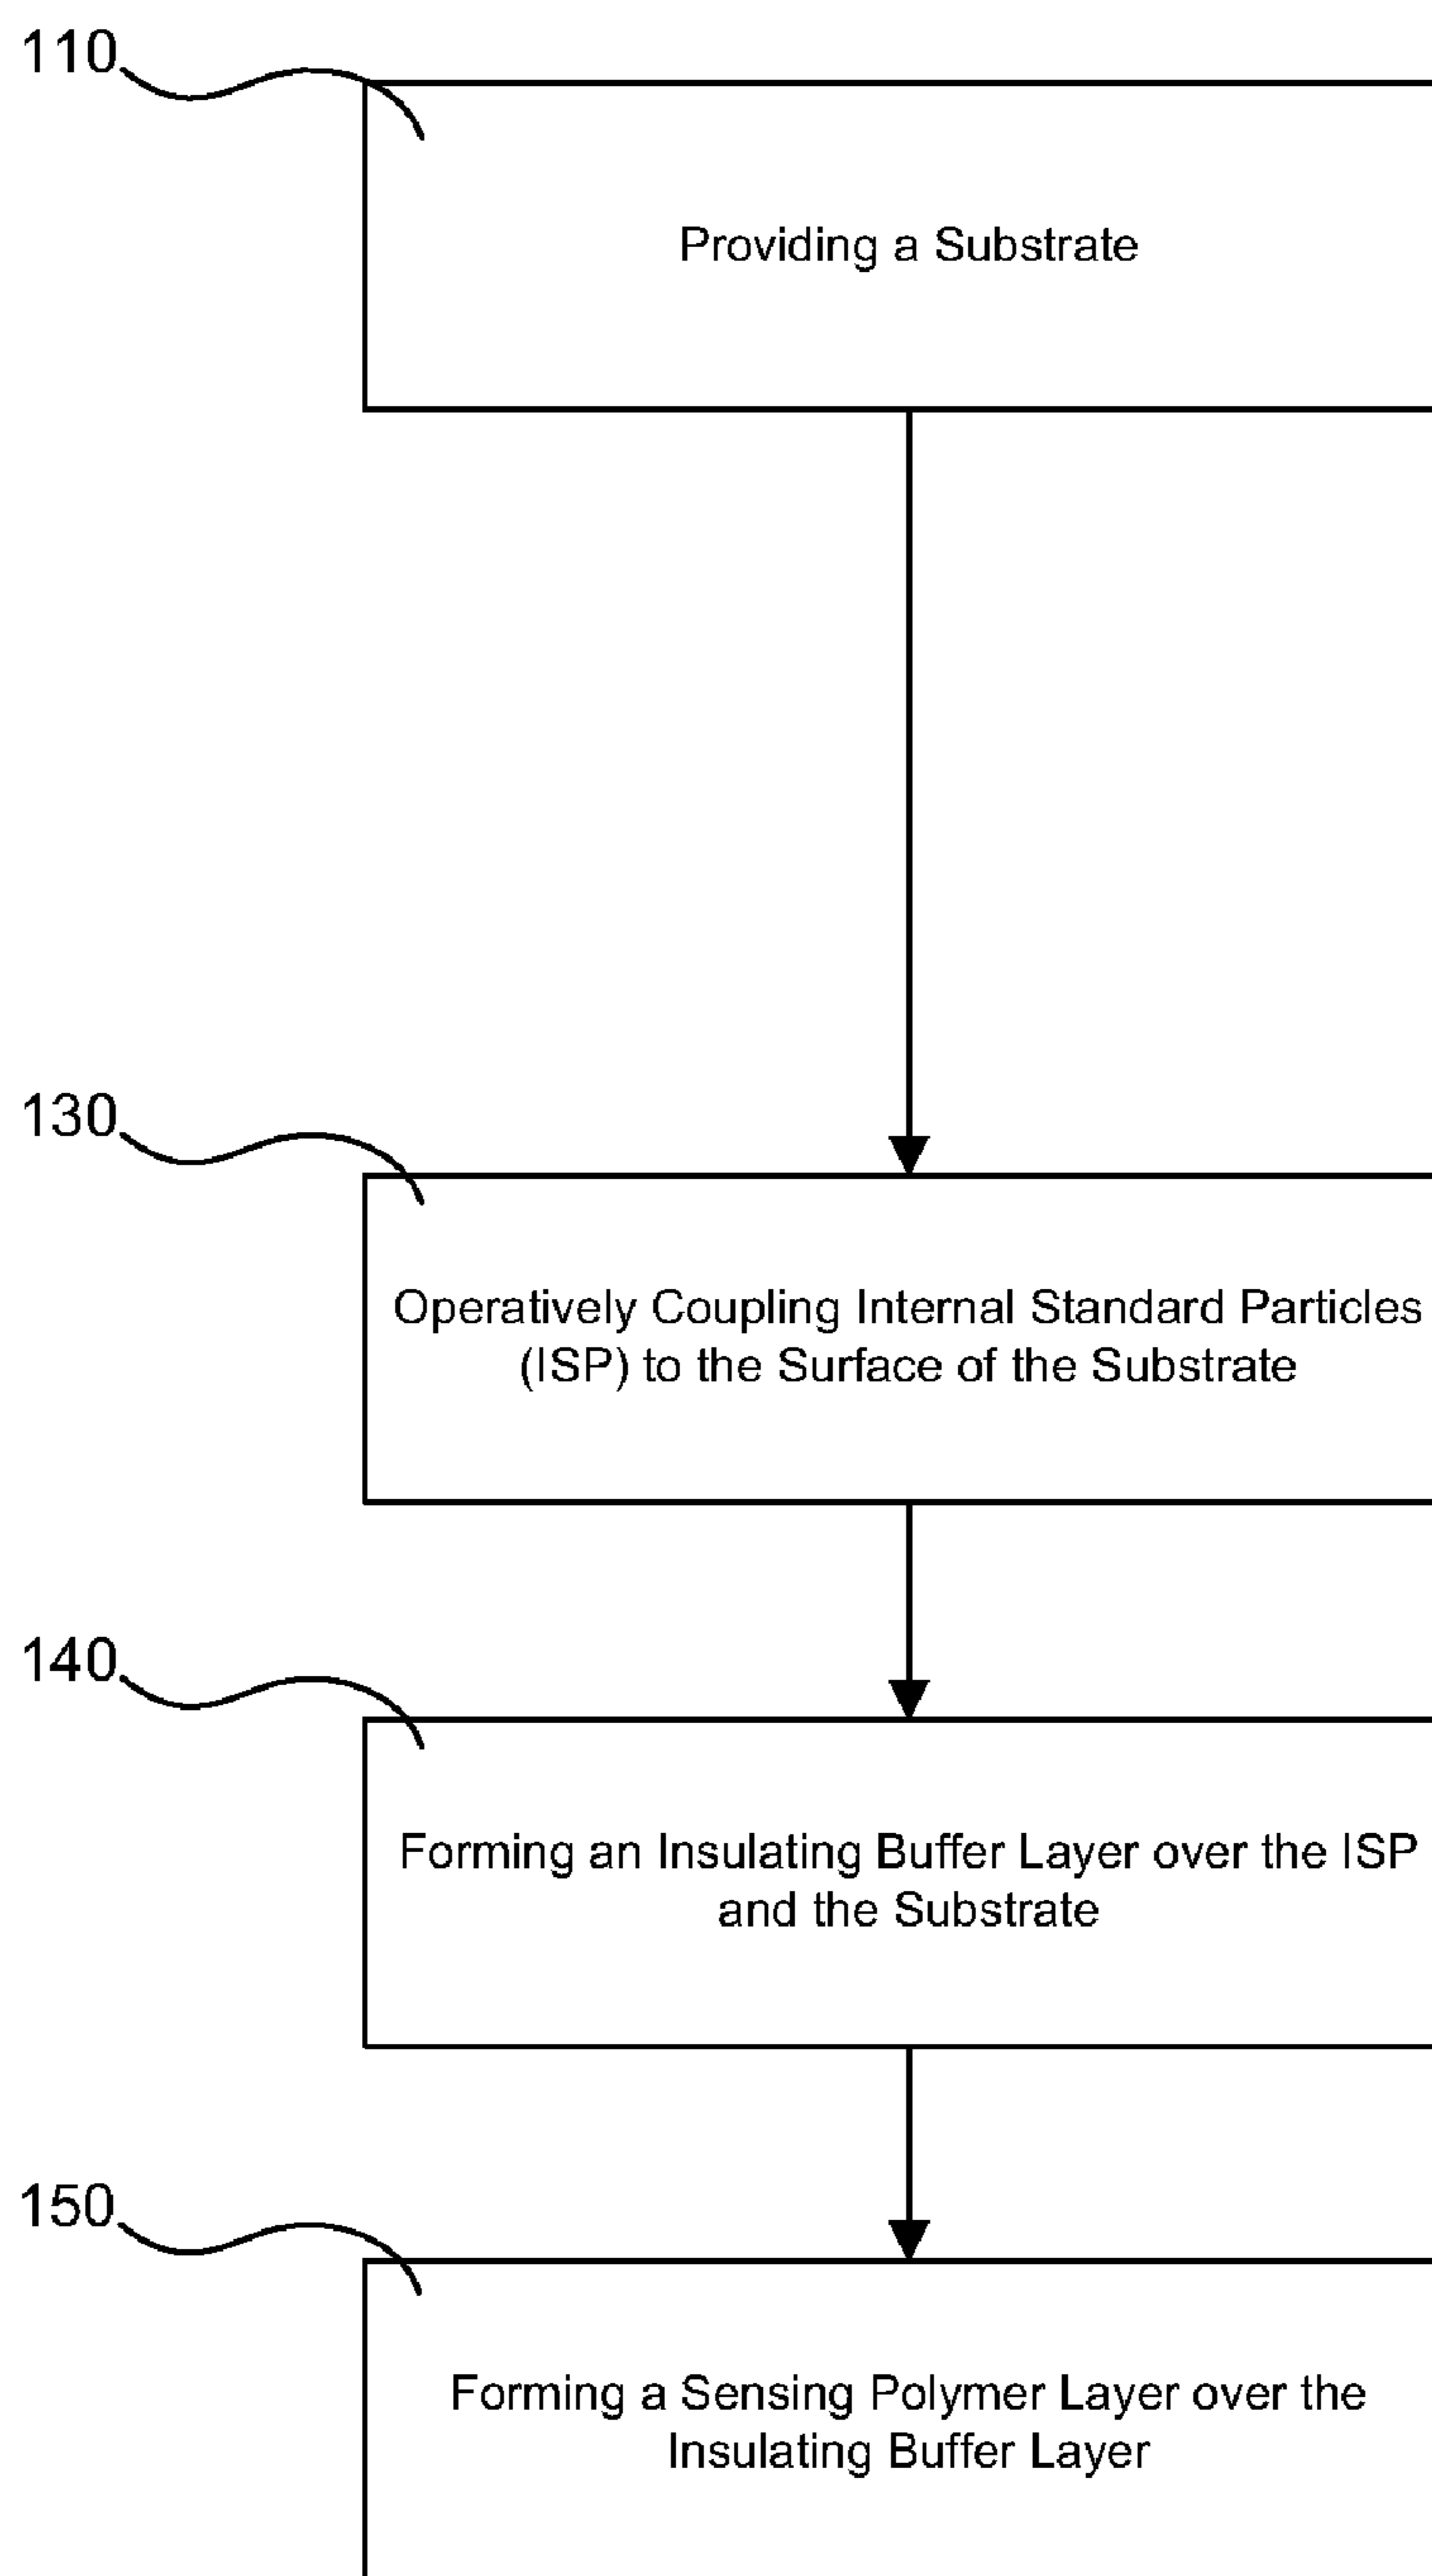 110
Providing a Substrate
130
Operatively Coupling Internal Standard Particles
(ISP) to the Surface of the Substrate
140
Forming an Insulating Buffer Layer over the ISP
and the Substrate
150
Forming a Sensing Polymer Layer over the
Insulating Buffer Layer